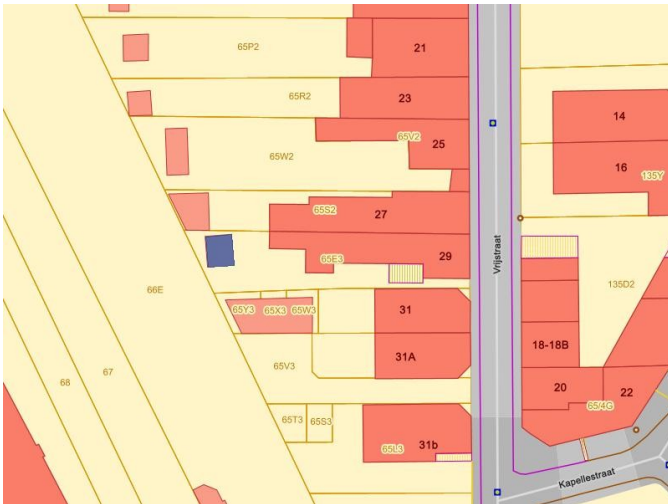 65P2
21
65R2
23
14
65V2
25
65W2
16
135Y
65S2
27
Vrijstraat
65E3
29
66E
135D2
65Y3
65X3
65W3
31
18-18B
31A
65V3
67
68
20
22
65/4G
65T3
65S3
65L3
31b
Kapellestraat